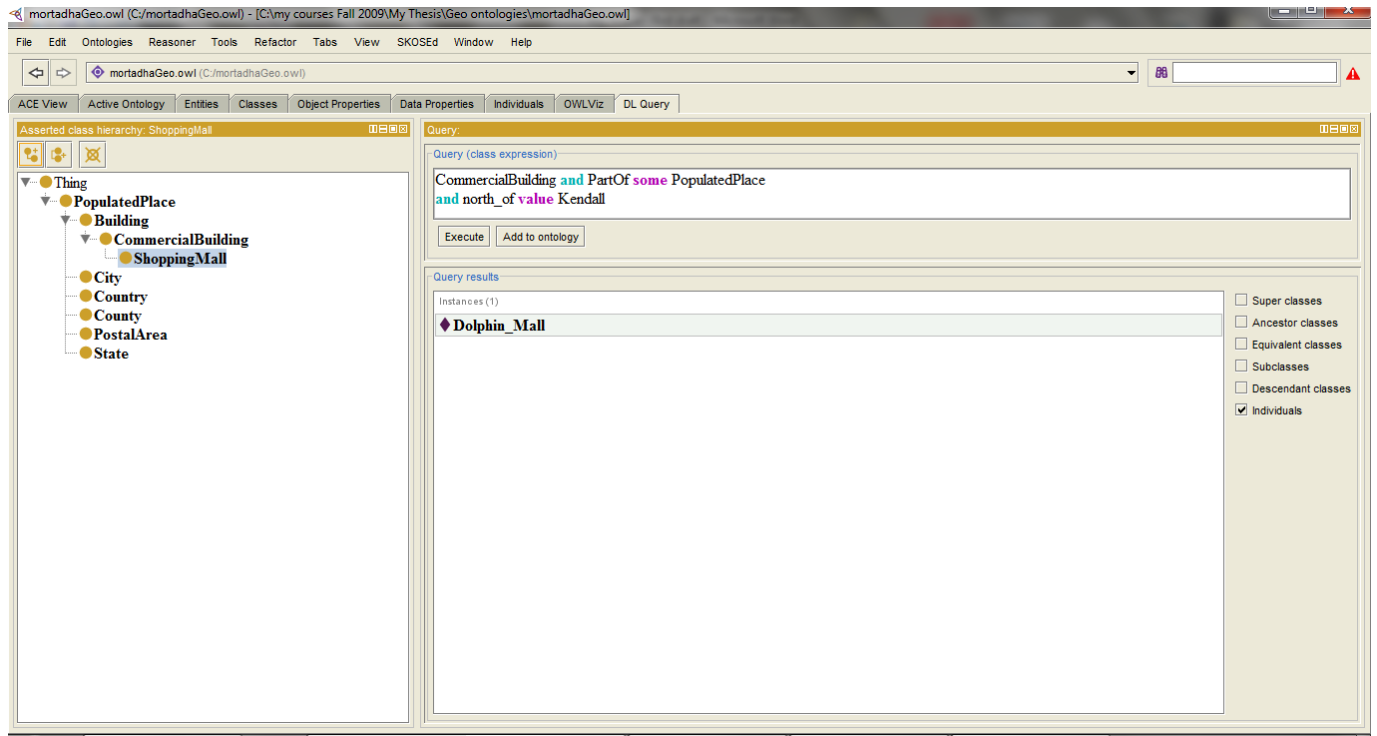 mortadhaGeo.owl (C:/mortadhaGeo.owl) - [C:\my courses Fall 2009\My Thesis\Geo ontologies\mortadhaGeo.owl]
File Edit Ontologies Reasoner Tools Refactor Tabs View SKOSEd Window Help
mortadhaGeo.owl (C:/mortadhaGeo.owl)
ACE View Active Ontology Entities Classes Object Properties Data Properties Individuals OWLViz DL Query
Asserted class hierarchy: ShoppingMall
Thing
PopulatedPlace
Building
CommercialBuilding
ShoppingMall
City
Country
County
PostalArea
State
Query:
Query (class expression)
CommercialBuilding and PartOf some PopulatedPlace
and north_of value Kendall
Execute Add to ontology
Query results
Instances (1)
Dolphin_Mall
Super classes
Ancestor classes
Equivalent classes
Subclasses
Descendant classes
Individuals